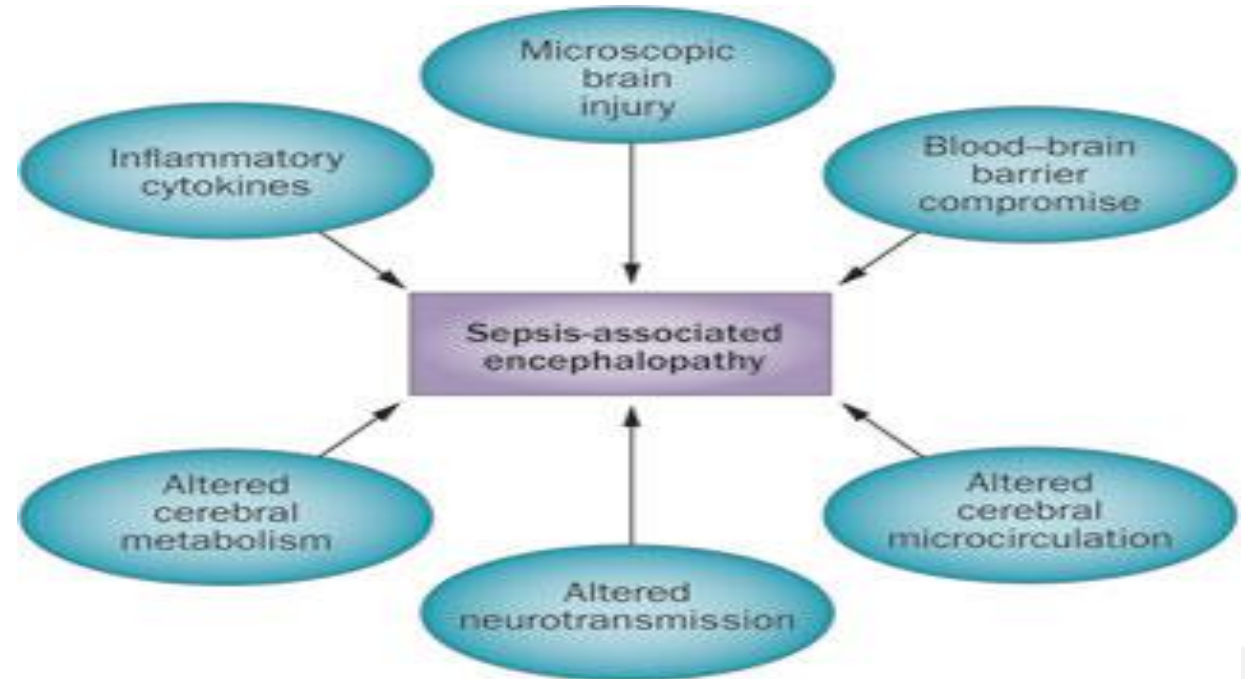 Microscopic
brain
injury
Inflammatory
cytokines
Blood–brain
barrier
compromise
Sepsis-associated
encephalopathy
Altered
cerebral
metabolism
Altered
neurotransmission
Altered
cerebral
microcirculation